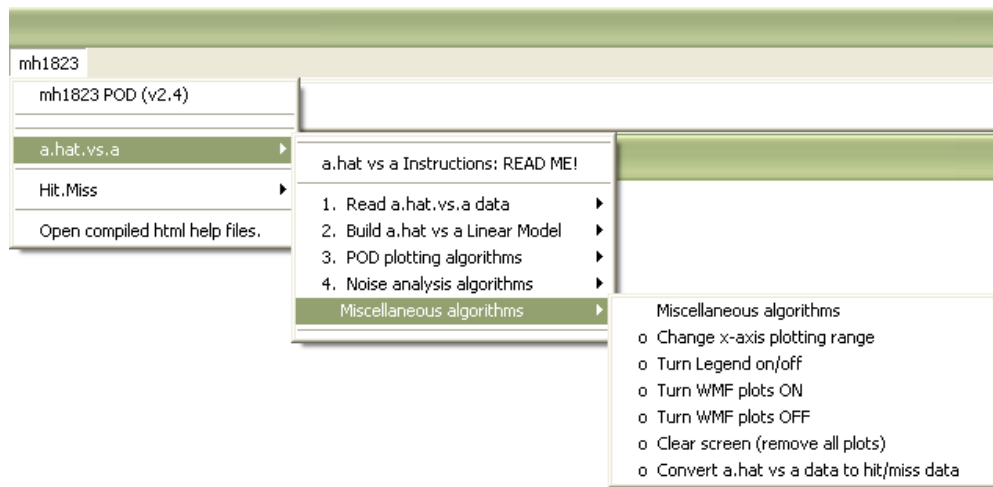 mh1823
mh1823 POD (v2.4)
a.hat.vs.a
Hit.Miss
Open compiled html help files.
a.hat vs a Instructions: READ ME!
1. Read a.hat.vs.a data
2. Build a.hat vs a Linear Model
3. POD plotting algorithms
4. Noise analysis algorithms
Miscellaneous algorithms
Miscellaneous algorithms
o Change x-axis plotting range
o Turn Legend on/off
o Turn WMF plots ON
o Turn WMF plots OFF
o Clear screen (remove all plots)
o Convert a.hat vs a data to hit/miss data